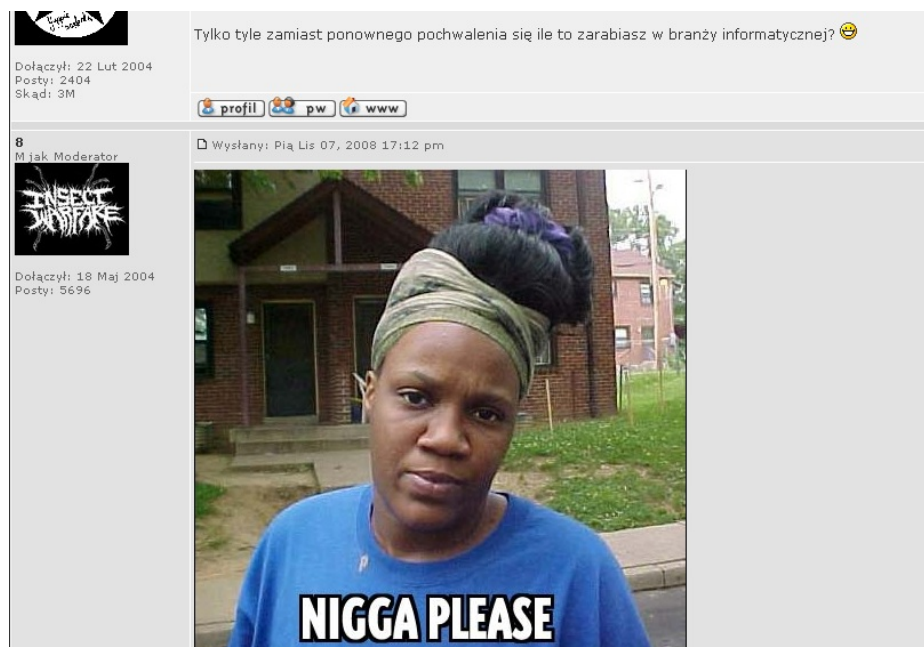 Tylko tyle zamiast ponownego pochwalenia się ile to zarabiasz w branży informatycznej?
Dołączył: 22 Lut 2004
Posty: 2404
Skąd: 3M
profil pw www
8
M jak Moderator
Wysłany: Pią Lis 07, 2008 17:12 pm
INSECT
WARFARE
Dołączył: 18 Maj 2004
Posty: 5696
NIGGA PLEASE